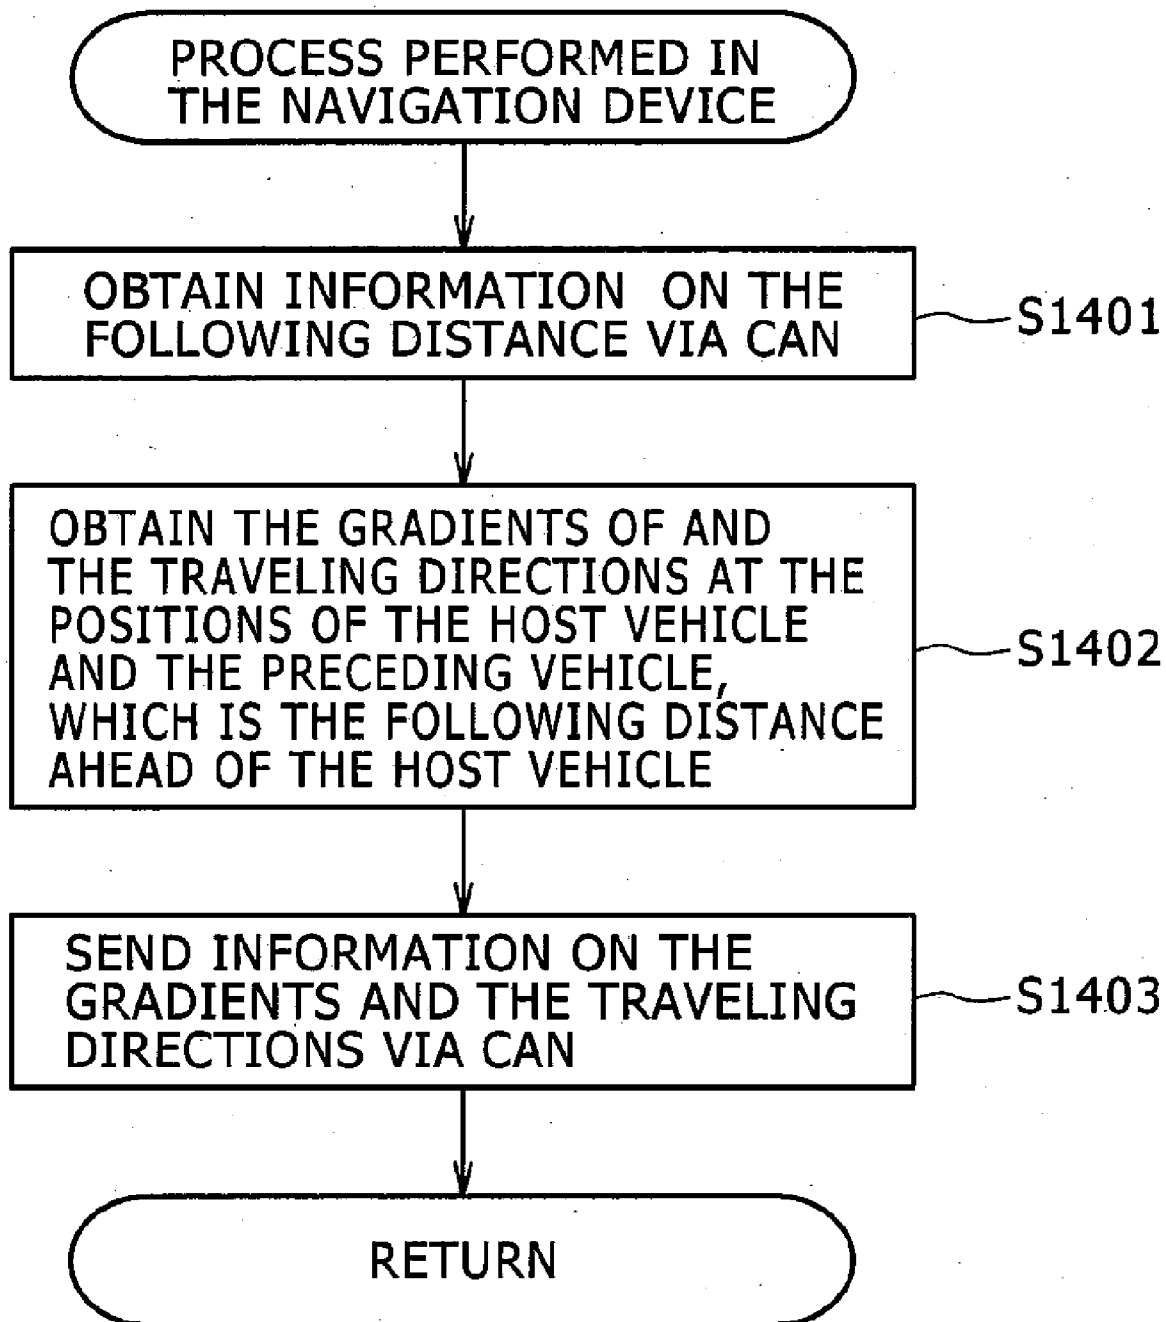 PROCESS PERFORMED IN
THE NAVIGATION DEVICE
OBTAIN INFORMATION ON THE
FOLLOWING DISTANCE VIA CAN
S1401
OBTAIN THE GRADIENTS OF AND
THE TRAVELING DIRECTIONS AT THE
POSITIONS OF THE HOST VEHICLE
AND THE PRECEDING VEHICLE,
WHICH IS THE FOLLOWING DISTANCE
AHEAD OF THE HOST VEHICLE
S1402
SEND INFORMATION ON THE
GRADIENTS AND THE TRAVELING
DIRECTIONS VIA CAN
S1403
RETURN